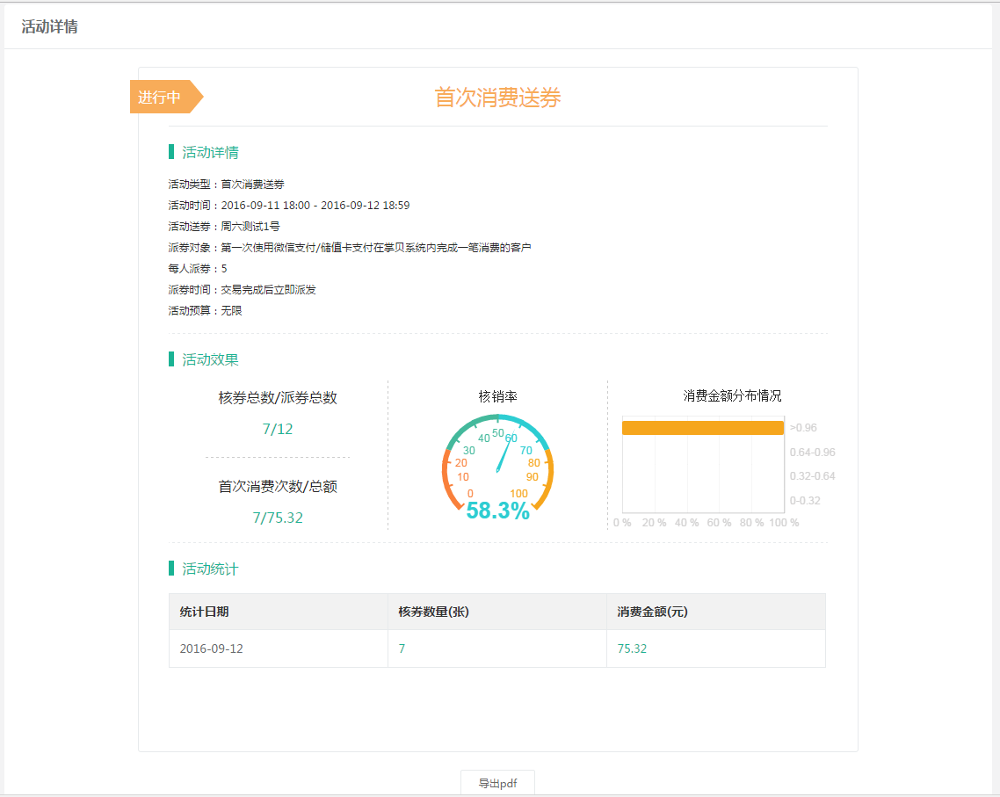 活动详情
进行中
首次消费送券
活动详情
活动类型：首次消费送券
活动时间：2016-09-11 18:00 - 2016-09-12 18:59
活动送券：周六测试1号
派券对象：第一次使用微信支付/储值卡支付在掌贝系统内完成一笔消费的客户
每人派券：5
派券时间：交易完成后立即派发
活动预算：无限
活动效果
核券总数/派券总数
7/12
首次消费次数/总额
7/75.32
核销率
0
10
20
30
40
50
60
70
80
90
100
58.3%
消费金额分布情况
>0.96
0.64-0.96
0.32-0.64
0-0.32
0 % 20 % 40 % 60 % 80 % 100 %
活动统计
统计日期 核券数量(张) 消费金额(元)
2016-09-12 7 75.32
导出pdf